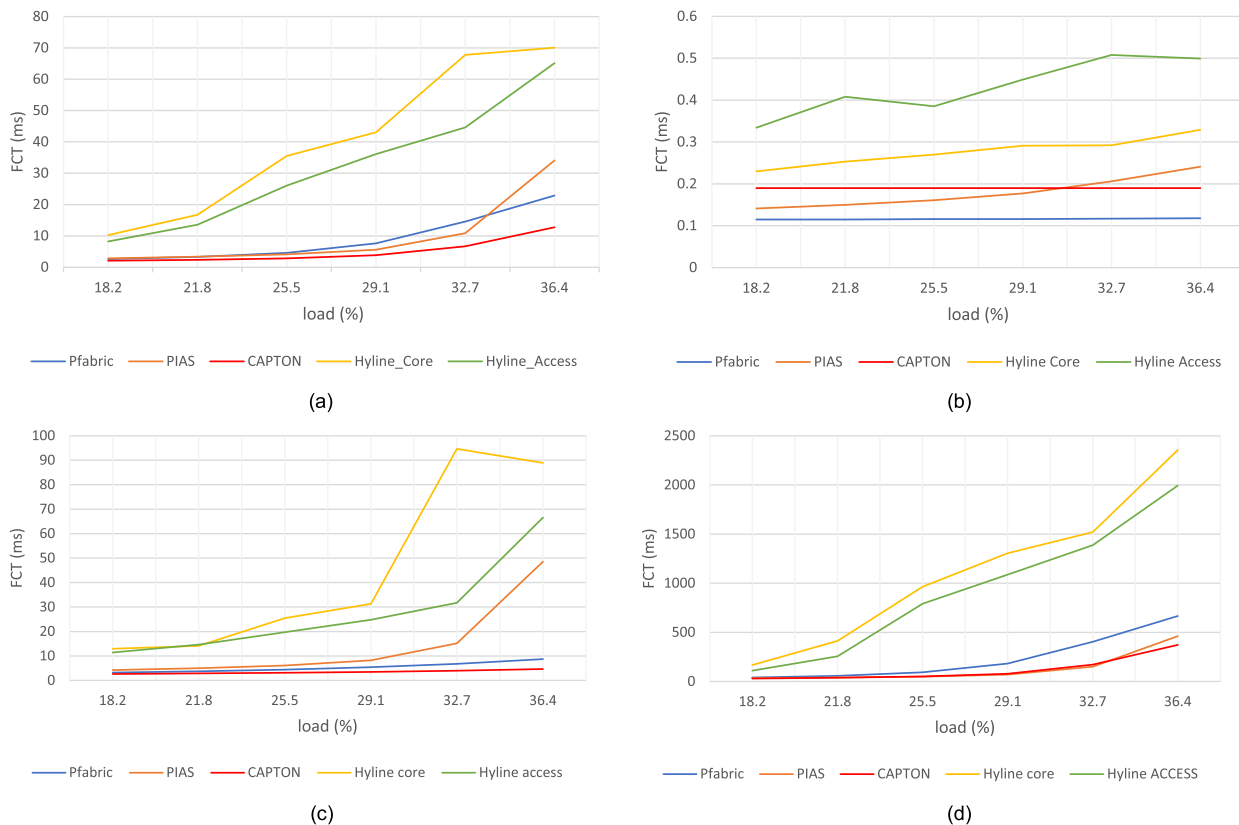 80
70
60
50
40
30
20
10
0
FCT (ms)
18.2 21.8 25.5 29.1 32.7 36.4
load (%)
Pfabric PIAS CAPTON Hyline_Core Hyline_Access
(a)
0.6
0.5
0.4
0.3
0.2
0.1
0
FCT (ms)
18.2 21.8 25.5 29.1 32.7 36.4
load (%)
Pfabric PIAS CAPTON Hyline Core Hyline Access
(b)
100
90
80
70
60
50
40
30
20
10
0
FCT (ms)
18.2 21.8 25.5 29.1 32.7 36.4
load (%)
Pfabric PIAS CAPTON Hyline core Hyline access
(c)
2500
2000
1500
1000
500
0
FCT (ms)
18.2 21.8 25.5 29.1 32.7 36.4
load (%)
Pfabric PIAS CAPTON Hyline core Hyline ACCESS
(d)